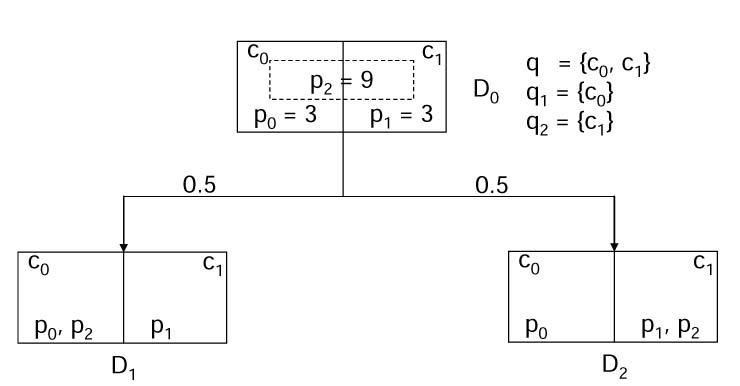 c₀ c₁
p₂ = 9
p₀ = 3 p₁ = 3
D₀
q = {c₀, c₁}
q₁ = {c₀}
q₂ = {c₁}
0.5 0.5
c₀ c₁
p₀, p₂ p₁
D₁
c₀ c₁
p₀ p₁, p₂
D₂